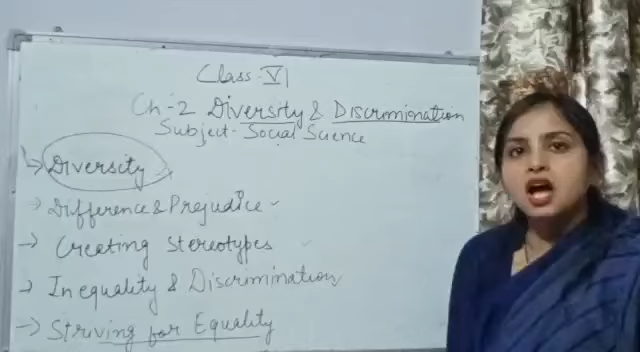 Class-VI
Ch-2 Diversity & Discrimination
Subject-Social Science
→ Diversity
→ Difference & Prejudice
→ Creating Stereotypes
→ Inequality & Discrimination
→ Striving for Equality